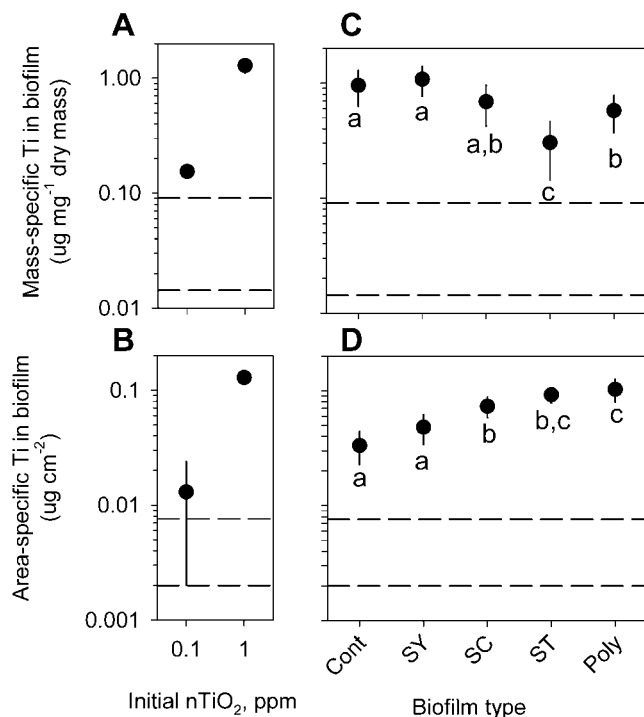 A
C
Mass-specific Ti in biofilm
(ug mg⁻¹ dry mass)
1.00
0.10
0.01
a
a
a,b
c
b
B
D
Area-specific Ti in biofilm
(ug cm⁻²)
0.1
0.01
0.001
a
a
b
b,c
c
0.1
1
Cont
SY
SC
ST
Poly
Initial nTiO₂, ppm
Biofilm type